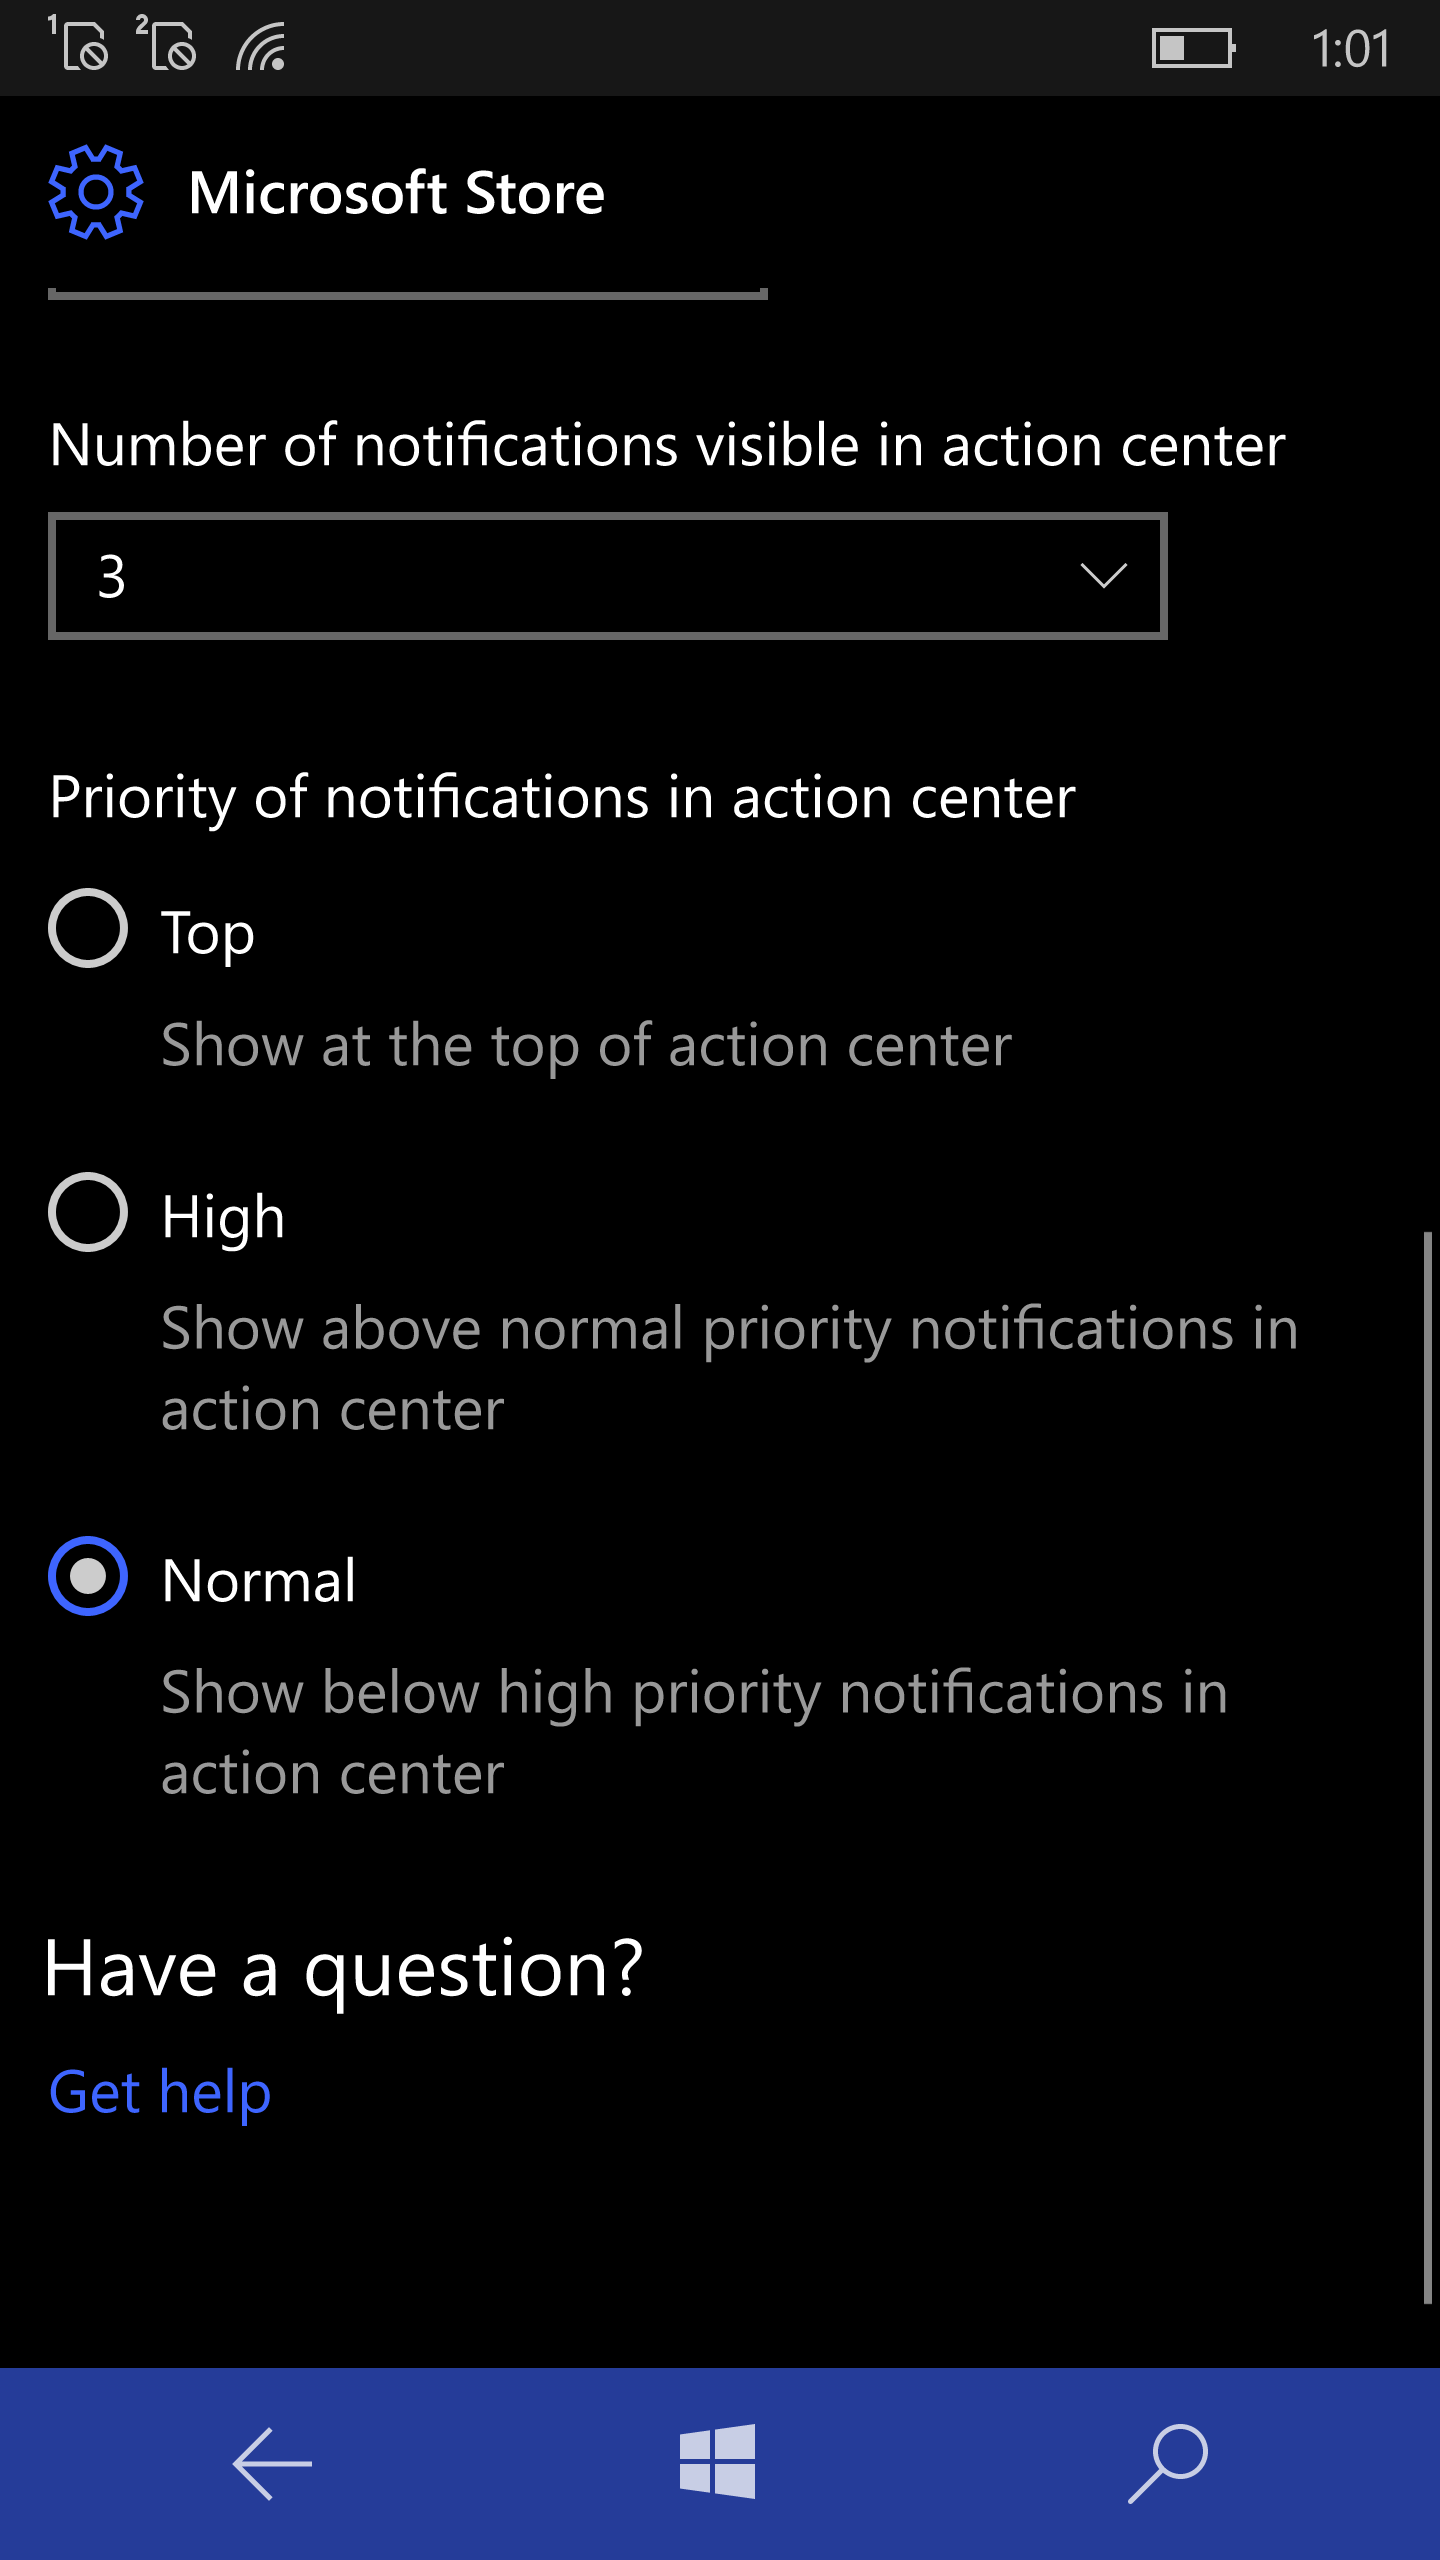 1 2 1:01
Microsoft Store
Number of notifications visible in action center
3
Priority of notifications in action center
Top
Show at the top of action center
High
Show above normal priority notifications in
action center
Normal
Show below high priority notifications in
action center
Have a question?
Get help